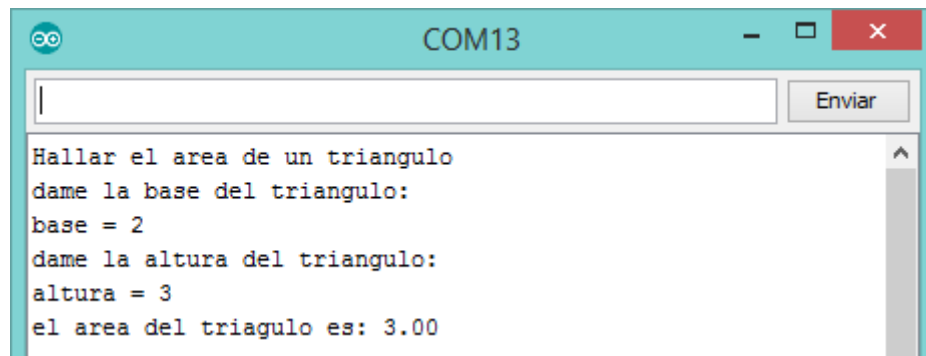 COM13
Enviar
Hallar el area de un triangulo
dame la base del triangulo:
base = 2
dame la altura del triangulo:
altura = 3
el area del triagulo es: 3.00